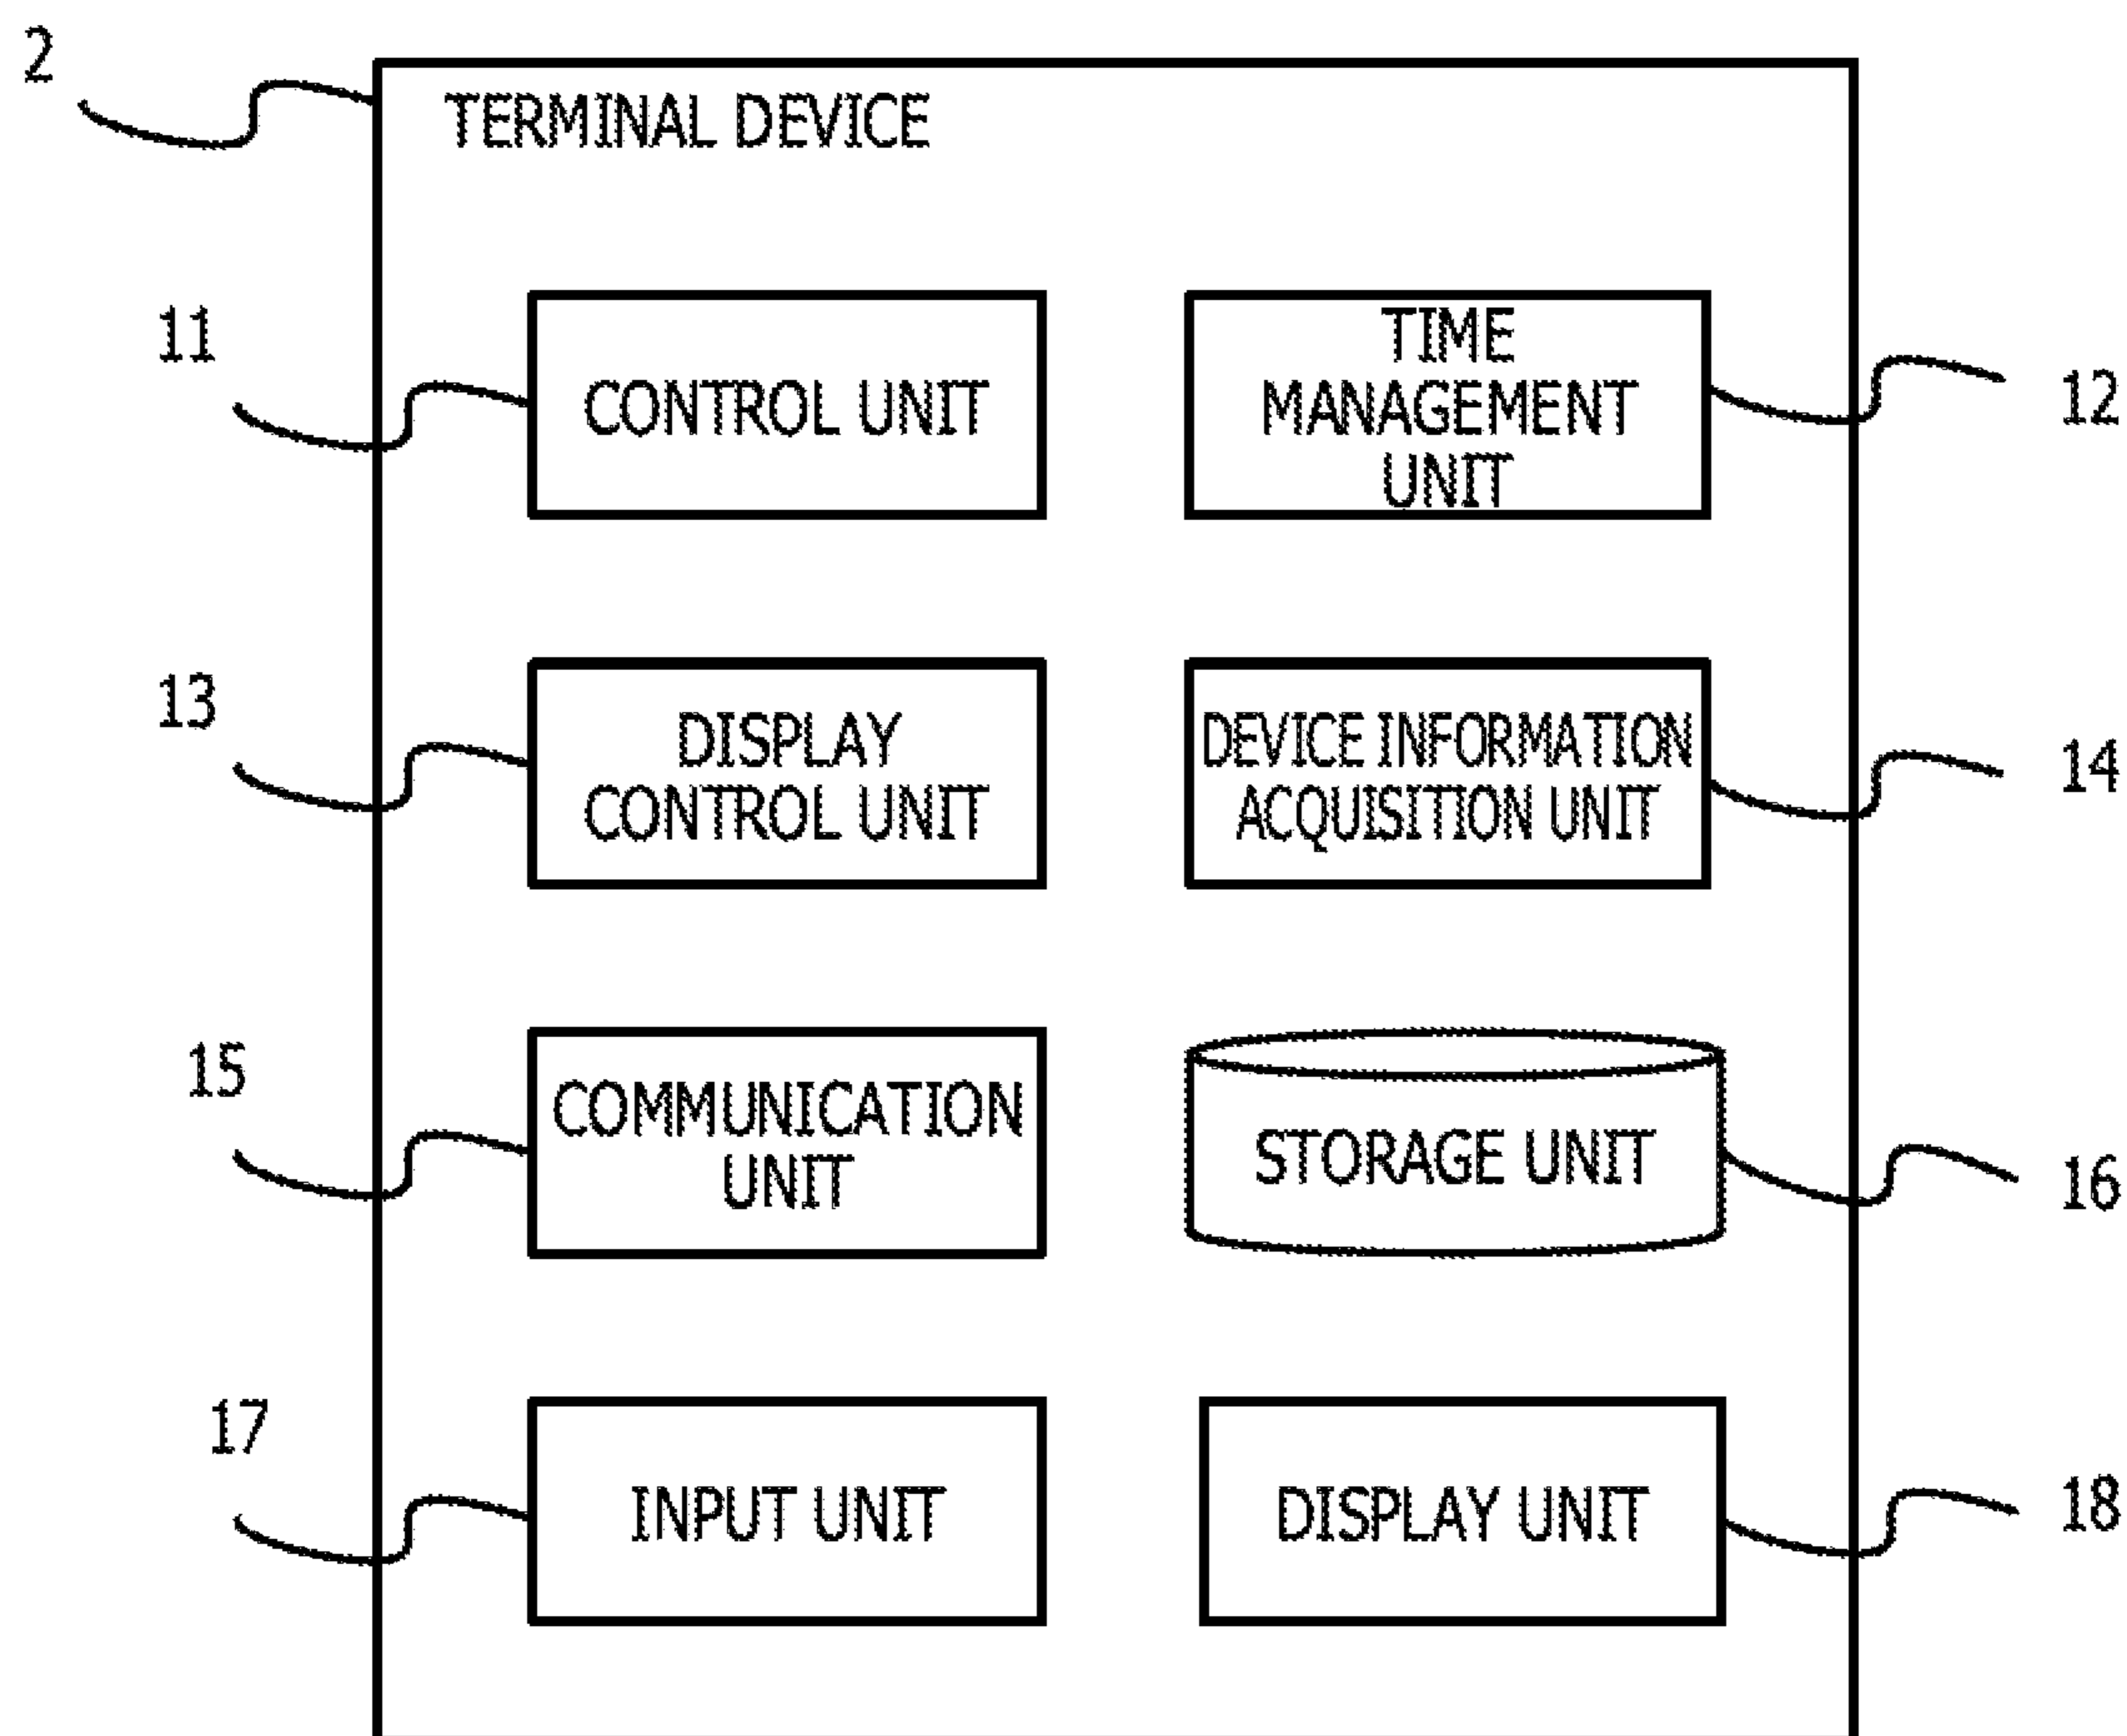 2
TERMINAL DEVICE
11
CONTROL UNIT
TIME
MANAGEMENT
UNIT
12
13
DISPLAY
CONTROL UNIT
DEVICE INFORMATION
ACQUISITION UNIT
14
15
COMMUNICATION
UNIT
STORAGE UNIT
16
17
INPUT UNIT
DISPLAY UNIT
18